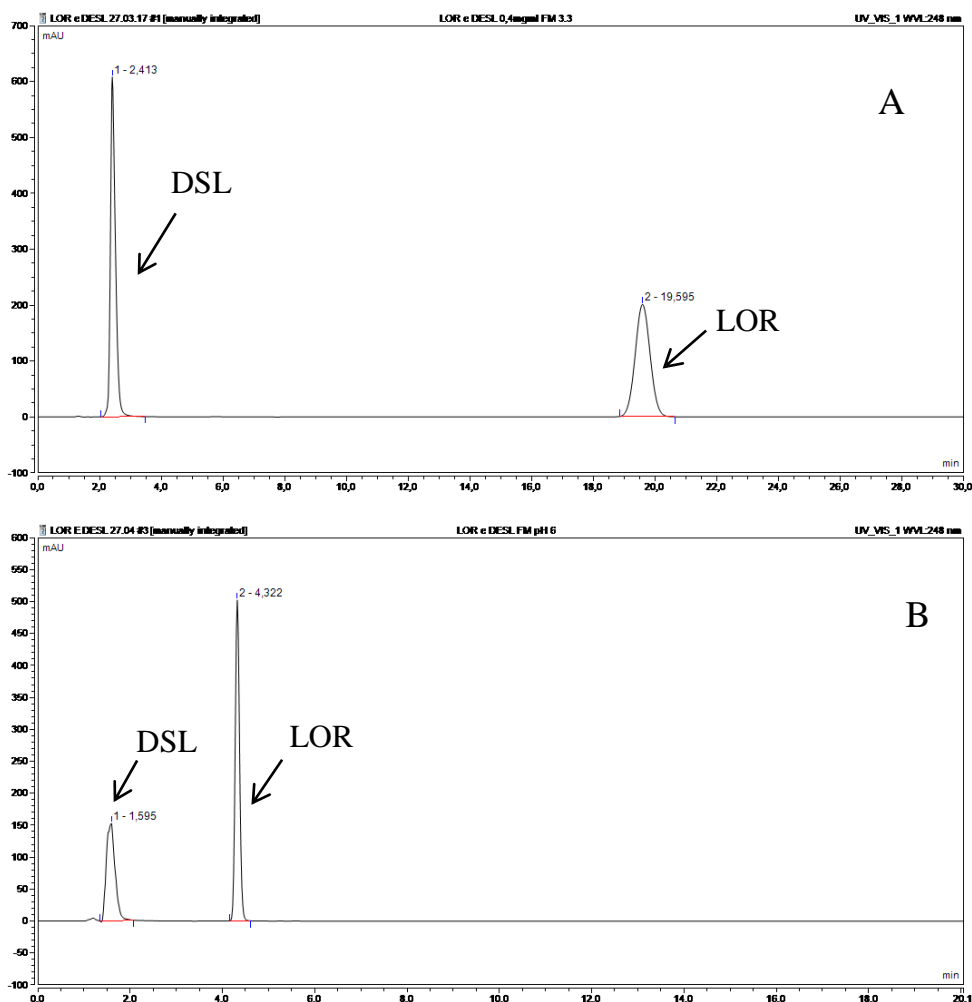 LOR e DESL 27.03.17 #1 [manually integrated] LOR e DESL 0,4mgml FM 3.3 UV_VIS_1 WVL:248 nm
700
mAU
1 - 2,413
600
A
500
400
DSL
300
2 - 19,595
200
LOR
100
0
-100
min
0,0 2,0 4,0 6,0 8,0 10,0 12,0 14,0 16,0 18,0 20,0 22,0 24,0 26,0 28,0 30,0
LOR E DESL 27.04 #3 [manually integrated] LOR e DESL FM pH 6 UV_VIS_1 WVL:248 nm
600
mAU
550
2 - 4,322
500
B
450
400
350
300
DSL LOR
250
200
1 - 1,595
150
100
50
0
-50
min
-100
0,0 2,0 4,0 6,0 8,0 10,0 12,0 14,0 16,0 18,0 20,1